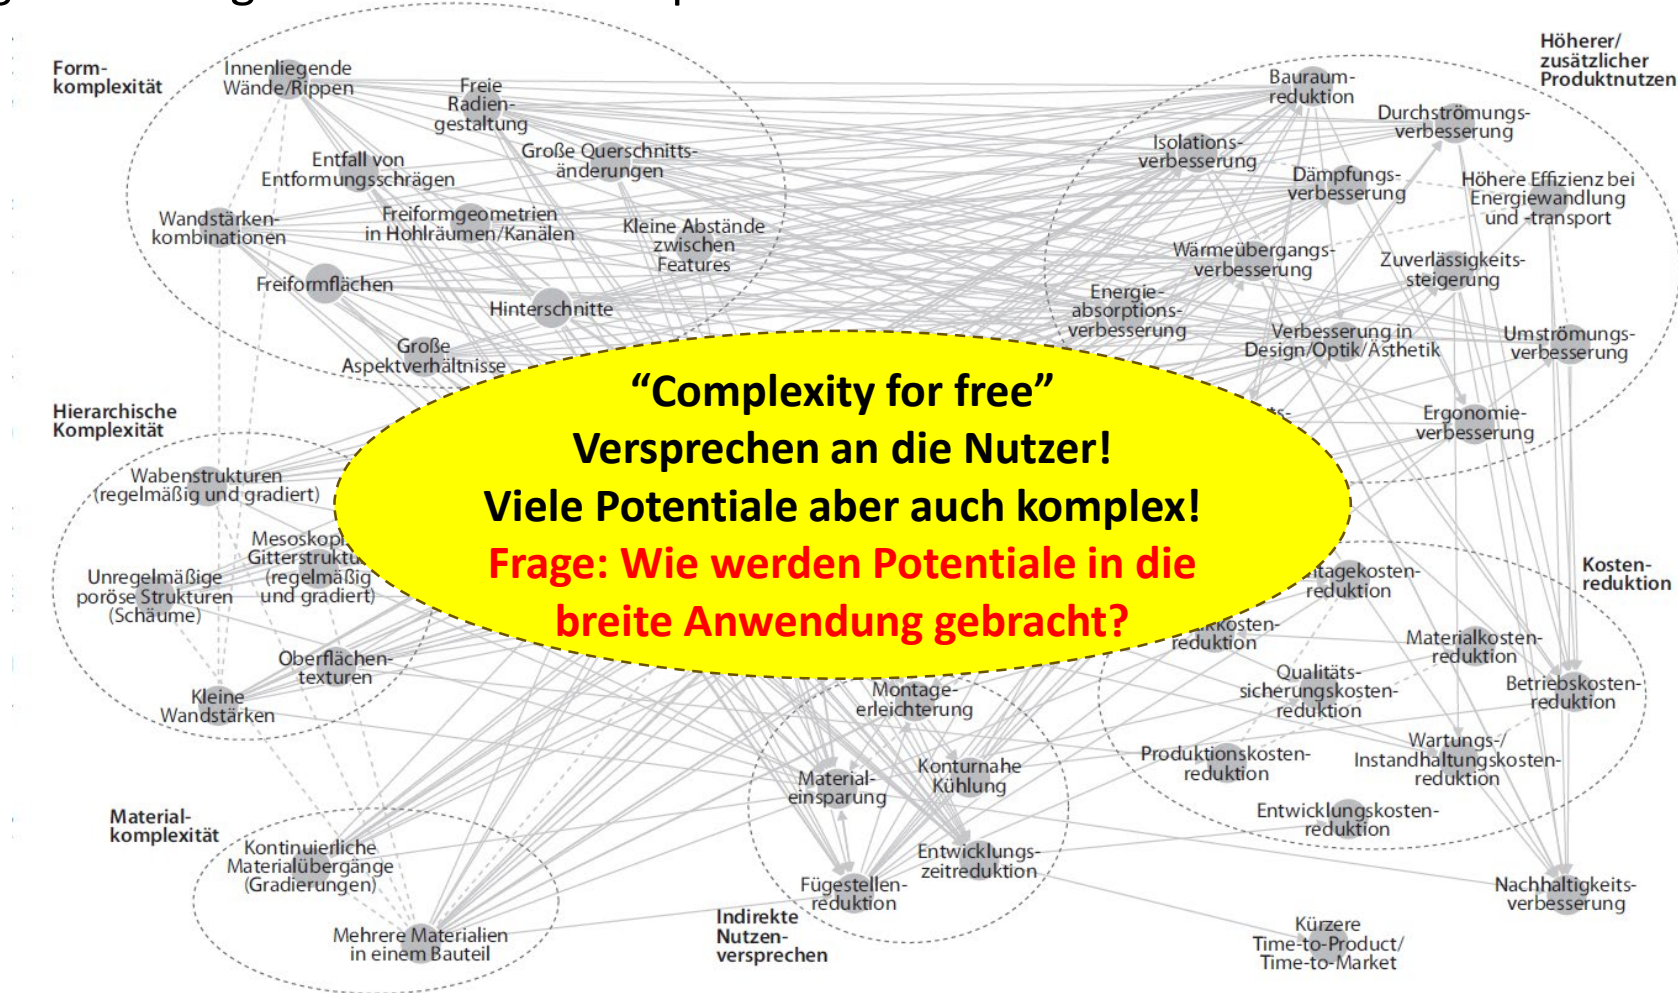 Form-
komplexität
Innenliegende
Wände/Rippen
Freie
Radien-
gestaltung
Entfall von
Entformungsschrägen
Große Querschnitts-
änderungen
Wandstärken-
kombinationen
Freiformgeometrien
in Hohlräumen/Kanälen
Kleine Abstände
zwischen
Features
Freiformflächen
Hinterschnitte
Große
Aspektverhältnisse
Höherer/
zusätzlicher
Produktnutzen
Bauraum-
reduktion
Durchströmungs-
verbesserung
Isolations-
verbesserung
Dämpfungs-
verbesserung
Höhere Effizienz bei
Energiewandlung
und -transport
Wärmeübergangs-
verbesserung
Zuverlässigkeits-
steigerung
Energie-
absorptions-
verbesserung
Verbesserung in
Design/Optik/Ästhetik
Umströmungs-
verbesserung
Ergonomie-
verbesserung
“Complexity for free”
Versprechen an die Nutzer!
Viele Potentiale aber auch komplex!
Frage: Wie werden Potentiale in die
breite Anwendung gebracht?
Hierarchische
Komplexität
Wabenstrukturen
(regelmäßig und gradiert)
(regelmäßig
und gradiert)
Unregelmäßige
poröse Strukturen
(Schäume)
Oberflächen-
texturen
Kleine
Wandstärken
Material-
komplexität
Kontinuierliche
Materialübergänge
(Gradierungen)
Mehrere Materialien
in einem Bauteil
Indirekte
Nutzen-
versprechen
Montage-
erleichterung
Material-
einsparung
Konturnahe
Kühlung
Entwicklungs-
zeitreduktion
Fügestellen-
reduktion
Kosten-
reduktion
reduktion
reduktion
Materialkosten-
reduktion
Qualitäts-
sicherungskosten-
reduktion
Betriebskosten-
reduktion
Produktionskosten-
reduktion
Wartungs-/
Instandhaltungskosten-
reduktion
Entwicklungskosten-
reduktion
Nachhaltigkeits-
verbesserung
Kürzere
Time-to-Product/
Time-to-Market